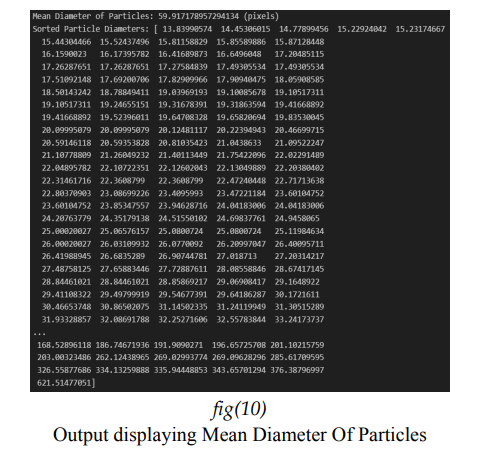 Mean Diameter of Particles: 59.917178957294134 (pixels)
Sorted Particle Diameters: [ 13.83990574 14.45306015 14.77899456 15.22924042 15.23174667
15.44304466 15.52437496 15.81158829 15.85589886 15.87128448
16.1590023 16.17395782 16.41689873 16.6496048 17.20485115
17.26287651 17.26287651 17.27584839 17.49305534 17.49305534
17.51092148 17.69200706 17.82909966 17.90940475 18.05908585
18.50143242 18.78849411 19.03969193 19.10085678 19.10517311
19.10517311 19.24655151 19.31678391 19.31863594 19.41668892
19.41668892 19.52396011 19.64708328 19.65820694 19.83530045
20.09995079 20.09995079 20.12481117 20.22394943 20.46699715
20.59146118 20.59353828 20.81035423 21.0438633 21.09522247
21.10778809 21.26049232 21.40113449 21.75422096 22.02291489
22.04895782 22.10722351 22.12602043 22.13049889 22.20380402
22.31461716 22.3608799 22.3608799 22.47240448 22.71713638
22.80370903 23.08699226 23.4095993 23.47221184 23.60104752
23.60104752 23.85347557 23.94628716 24.04183006 24.04183006
24.20763779 24.35179138 24.51550102 24.69837761 24.9458065
25.00020027 25.06576157 25.0800724 25.0800724 25.11984634
26.00020027 26.03109932 26.0770092 26.20997047 26.40095711
26.41988945 26.6835289 26.90744781 27.018713 27.20314217
27.48758125 27.65883446 27.72887611 28.08558846 28.67417145
28.84461021 28.84461021 28.85869217 29.06908417 29.1648922
29.41108322 29.49799919 29.54677391 29.64186287 30.1721611
30.46653748 30.86502075 31.14502335 31.24119949 31.30515289
31.93328857 32.08691788 32.25271606 32.55783844 33.24173737
...
168.52896118 186.74671936 191.9090271 196.65725708 201.10215759
203.00323486 262.12438965 269.02993774 269.09628296 285.61709595
326.55877686 334.13259888 335.94448853 343.65701294 376.38796997
621.51477051]
fig(10)
Output displaying Mean Diameter Of Particles